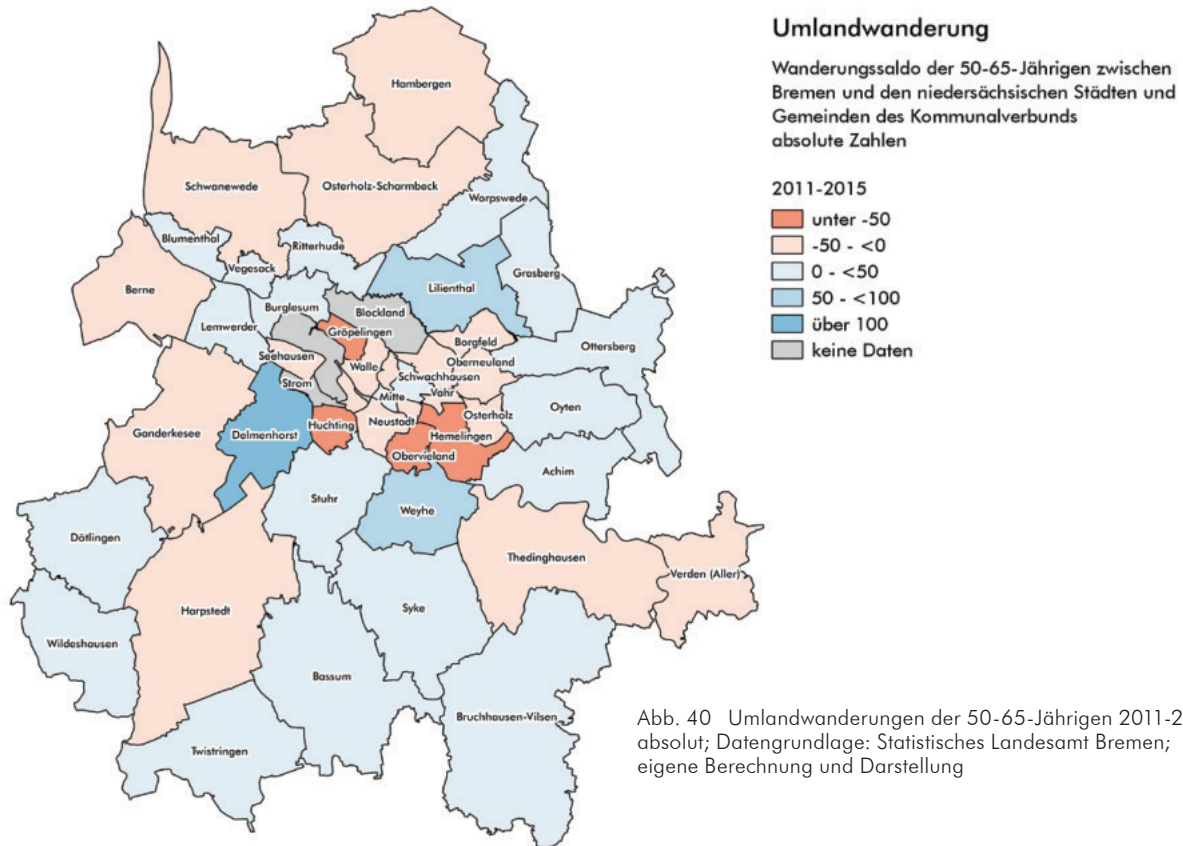 Umlandwanderung
Wanderungssaldo der 50-65-Jährigen zwischen
Bremen und den niedersächsischen Städten und
Gemeinden des Kommunalverbunds
absolute Zahlen
2011-2015
unter -50
-50 - <0
0 - <50
50 - <100
über 100
keine Daten
Hambergen
Schwanewede
Osterholz-Scharmbeck
Worpswede
Blumenthal
Ritterhude
Vegesack
Grasberg
Berne
Lilienthal
Burglesum
Blockland
Lemwerder
Gröpelingen
Borgfeld
Ottersberg
Seehausen
Oberneuland
Walle
Schwachhausen
Strom
Mitte
Vahr
Oyten
Osterholz
Ganderkesee
Delmenhorst
Huchting
Neustadt
Hemelingen
Obervieland
Achim
Stuhr
Weyhe
Dötlingen
Thedinghausen
Verden (Aller)
Harpstedt
Syke
Wildeshausen
Bassum
Bruchhausen-Vilsen
Twistringen
Abb. 40 Umlandwanderungen der 50-65-Jährigen 2011-2
absolut; Datengrundlage: Statistisches Landesamt Bremen;
eigene Berechnung und Darstellung